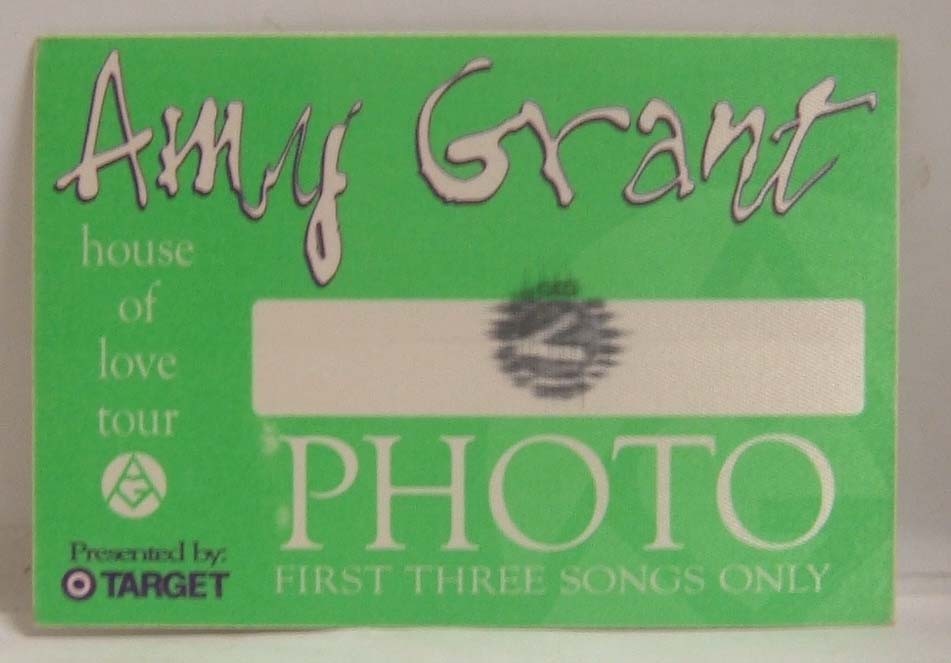 Amy Grant
house
of
love
tour
PHOTO
FIRST THREE SONGS ONLY
Presented by:
TARGET